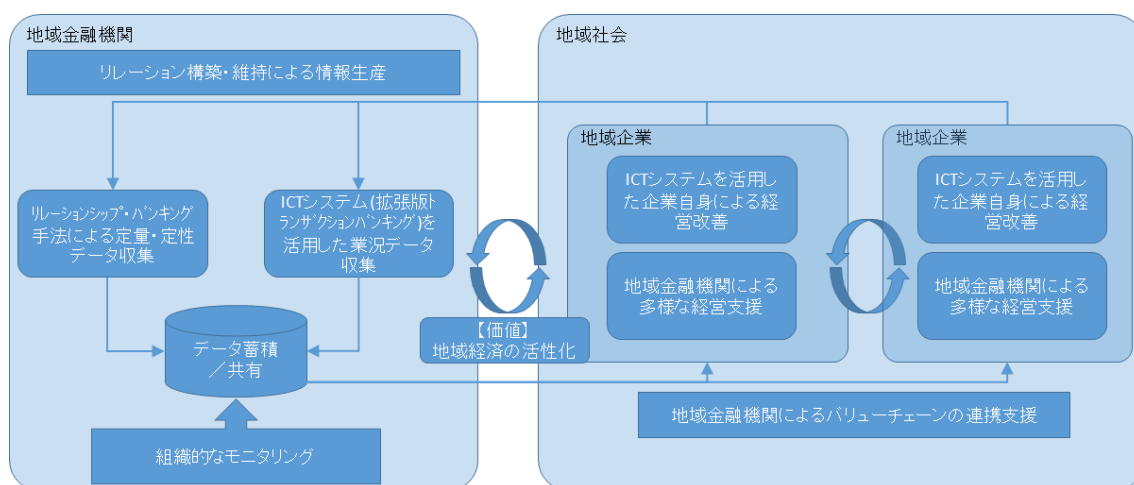 地域金融機関
リレーション構築・維持による情報生産
ﾘﾚｰｼｮﾝｼｯﾌﾟ・ﾊﾞﾝｷﾝｸﾞ
手法による定量・定性
データ収集
ICTシステム(拡張版ﾄ
ﾗﾝｻﾞｸｼｮﾝﾊﾞﾝｷﾝｸﾞ)を
活用した業況データ
収集
データ蓄積
／共有
組織的なモニタリング
【価値】
地域経済の活性化
地域社会
地域企業
ICTシステムを活用し
た企業自身による経
営改善
地域金融機関による
多様な経営支援
地域企業
ICTシステムを活用し
た企業自身による経
営改善
地域金融機関による
多様な経営支援
地域金融機関によるバリューチェーンの連携支援